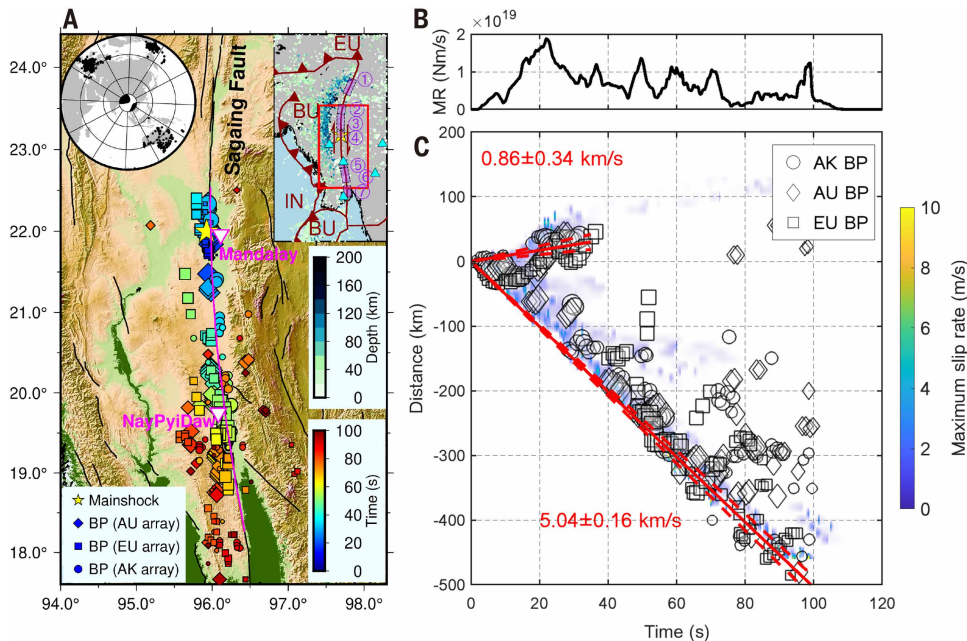 A
24.0°
23.0°
22.0°
21.0°
20.0°
19.0°
18.0°
94.0°
95.0°
96.0°
97.0°
98.0°
Sagaing Fault
EU
BU
IN
BU
①
②
③
④
⑤
⑥
Mandalay
NayPyiDaw
200
160
120
80
40
0
Depth (km)
100
80
60
40
20
0
Time (s)
Mainshock
BP (AU array)
BP (EU array)
BP (AK array)
B
×10¹⁹
MR (Nm/s)
2
1
0
C
200
100
0
-100
-200
-300
-400
-500
Distance (km)
0.86±0.34 km/s
5.04±0.16 km/s
AK BP
AU BP
EU BP
0
20
40
60
80
100
120
Time (s)
10
8
6
4
2
0
Maximum slip rate (m/s)